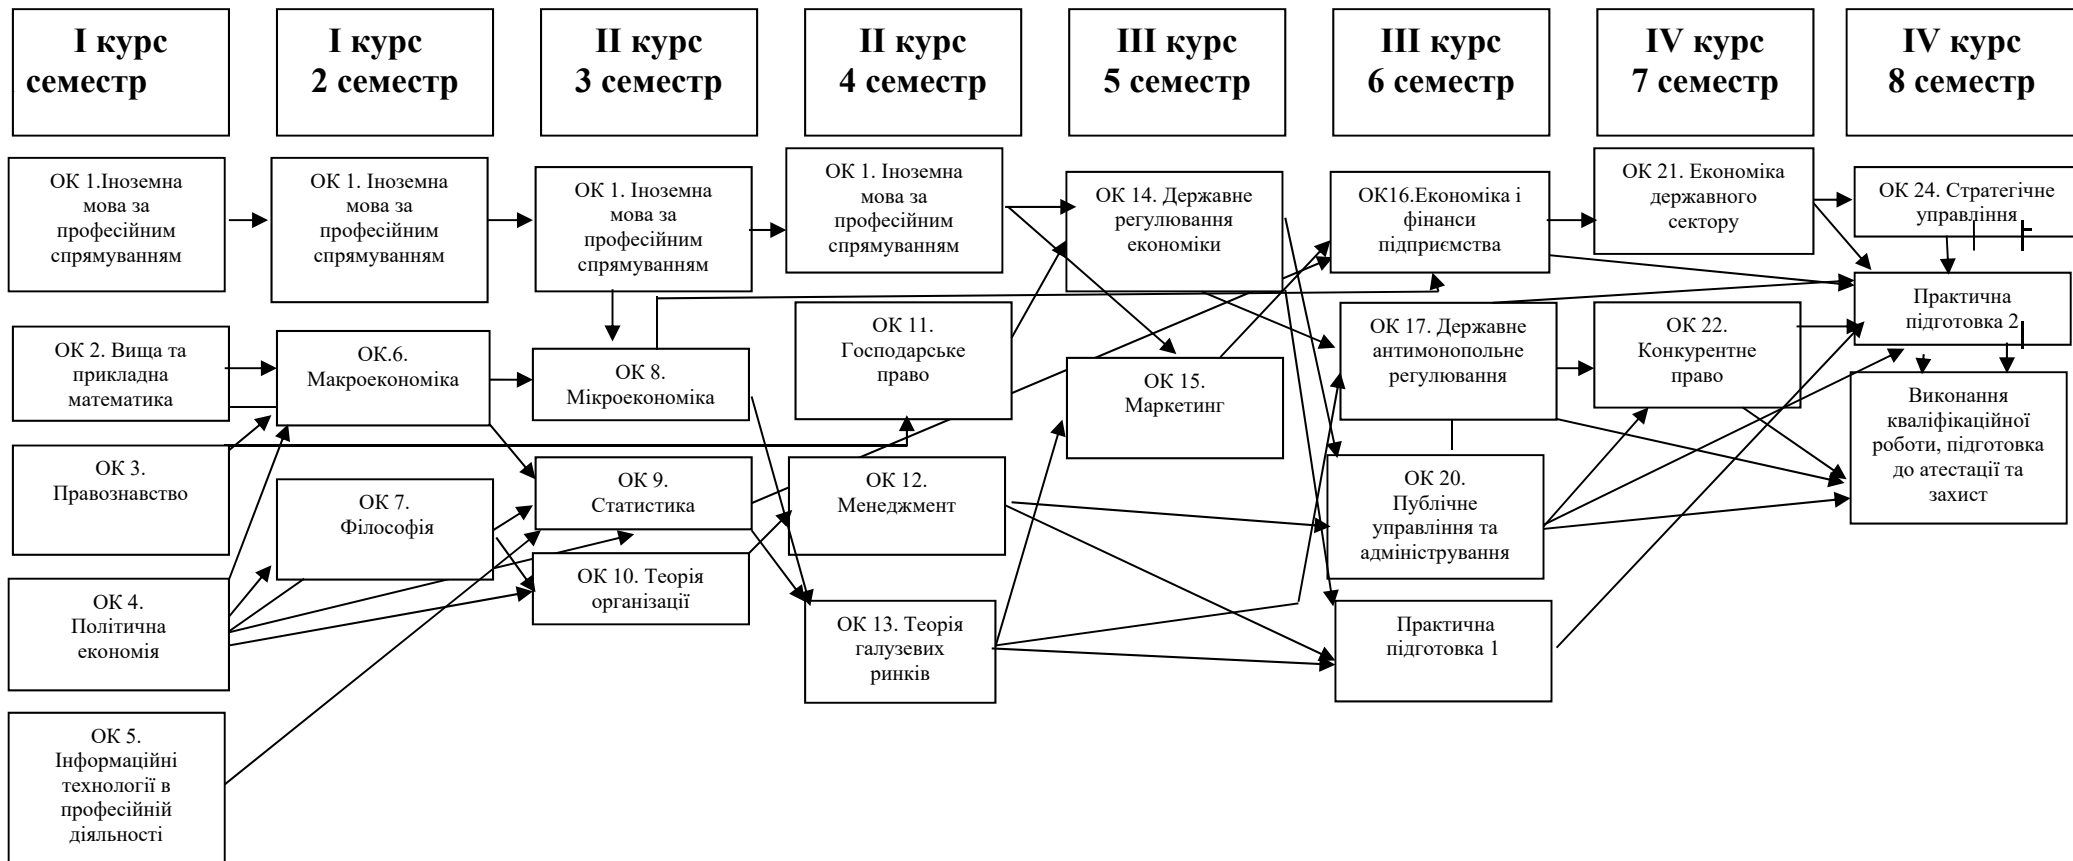 І курс
семестр
І курс
2 семестр
ІІ курс
3 семестр
ІІ курс
4 семестр
ІІІ курс
5 семестр
ІІІ курс
6 семестр
IV курс
7 семестр
IV курс
8 семестр
ОК 1.Іноземна
мова за
професійним
спрямуванням
ОК 2. Вища та
прикладна
математика
ОК 3.
Правознавство
ОК 4.
Політична
економія
ОК 5.
Інформаційні
технології в
професійній
діяльності
ОК 1. Іноземна
мова за
професійним
спрямуванням
ОК.6.
Макроекономіка
ОК 7.
Філософія
ОК 1. Іноземна
мова за
професійним
спрямуванням
ОК 8.
Мікроекономіка
ОК 9.
Статистика
ОК 10. Теорія
організації
ОК 1. Іноземна
мова за
професійним
спрямуванням
ОК 11.
Господарське
право
ОК 12.
Менеджмент
ОК 13. Теорія
галузевих
ринків
ОК 14. Державне
регулювання
економіки
ОК 15.
Маркетинг
ОК16.Економіка і
фінанси
підприємства
ОК 17. Державне
антимонопольне
регулювання
ОК 20.
Публічне
управління та
адміністрування
Практична
підготовка 1
ОК 21. Економіка
державного
сектору
ОК 22.
Конкурентне
право
ОК 24. Стратегічне
управління
Практична
підготовка 2
Виконання
кваліфікаційної
роботи, підготовка
до атестації та
захист